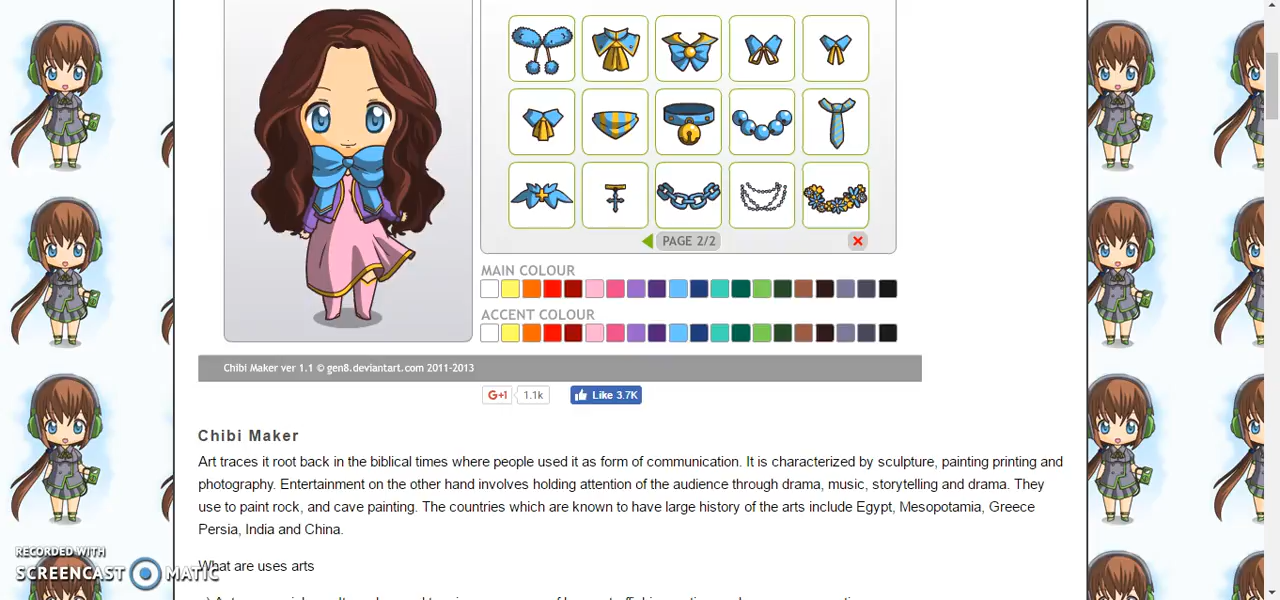 PAGE 2/2
MAIN COLOUR
ACCENT COLOUR
Chibi Maker ver 1.1 © gen8.deviantart.com 2011-2013
G+1 1.1k Like 3.7K
Chibi Maker
Art traces it root back in the biblical times where people used it as form of communication. It is characterized by sculpture, painting printing and
photography. Entertainment on the other hand involves holding attention of the audience through drama, music, storytelling and drama. They
use to paint rock, and cave painting. The countries which are known to have large history of the arts include Egypt, Mesopotamia, Greece
Persia, India and China.
What are uses arts
RECORDED WITH
SCREENCAST MATIC